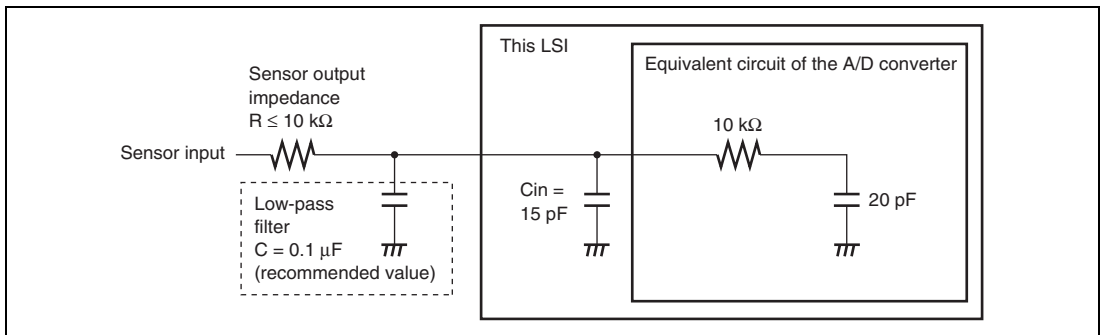 This LSI
Equivalent circuit of the A/D converter
Sensor output
impedance
R ≤ 10 kΩ
10 kΩ
Sensor input
Low-pass
filter
C = 0.1 μF
(recommended value)
Cin =
15 pF
20 pF